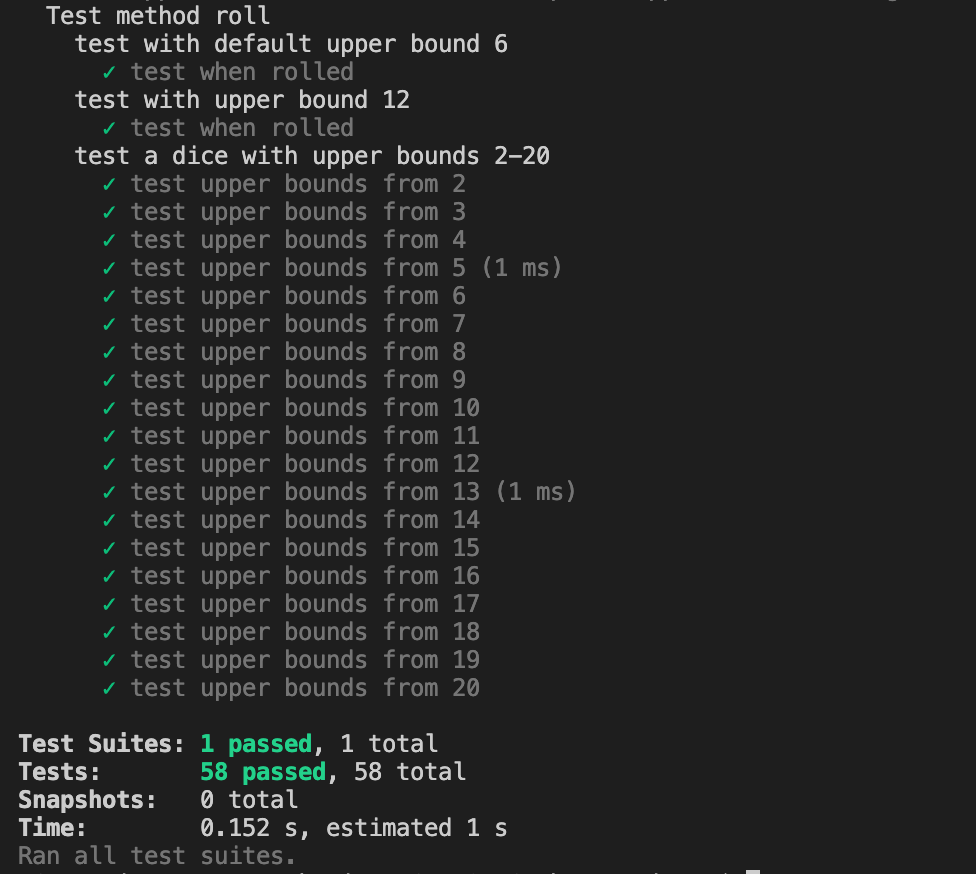 Test method roll
test with default upper bound 6
✓ test when rolled
test with upper bound 12
✓ test when rolled
test a dice with upper bounds 2-20
✓ test upper bounds from 2
✓ test upper bounds from 3
✓ test upper bounds from 4
✓ test upper bounds from 5 (1 ms)
✓ test upper bounds from 6
✓ test upper bounds from 7
✓ test upper bounds from 8
✓ test upper bounds from 9
✓ test upper bounds from 10
✓ test upper bounds from 11
✓ test upper bounds from 12
✓ test upper bounds from 13 (1 ms)
✓ test upper bounds from 14
✓ test upper bounds from 15
✓ test upper bounds from 16
✓ test upper bounds from 17
✓ test upper bounds from 18
✓ test upper bounds from 19
✓ test upper bounds from 20
Test Suites: 1 passed, 1 total
Tests: 58 passed, 58 total
Snapshots: 0 total
Time: 0.152 s, estimated 1 s
Ran all test suites.